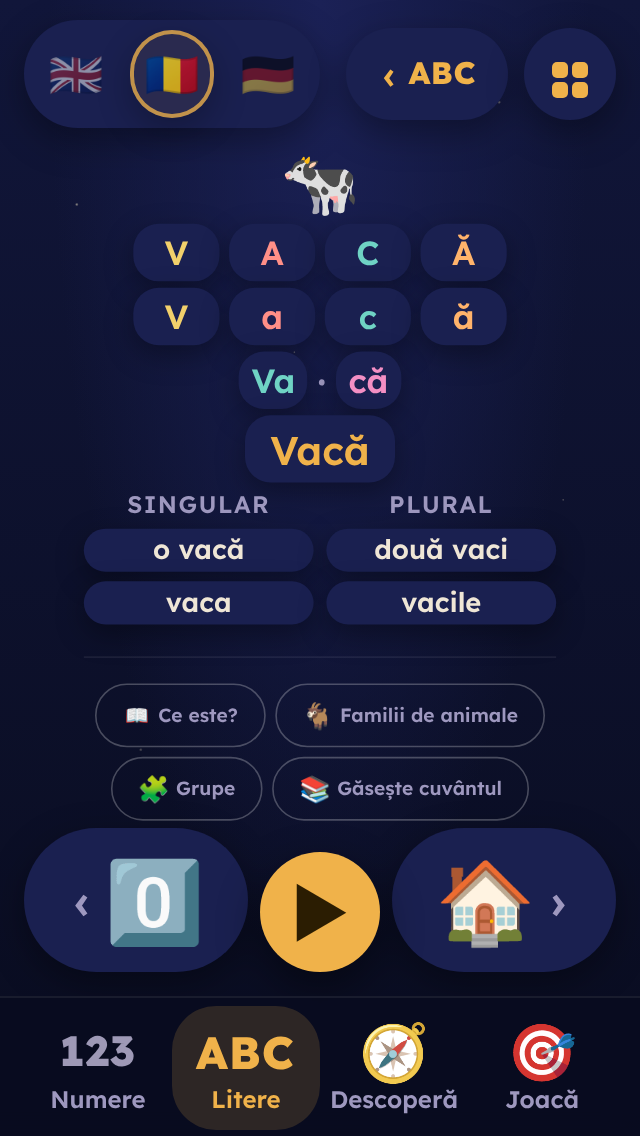 ‹ ABC
V A C Ă
V a c ă
Va · că
Vacă
SINGULAR PLURAL
o vacă două vaci
vaca vacile
Ce este? Familii de animale
Grupe Găsește cuvântul
‹ 0 ›
123 ABC
Numere Litere Descoperă Joacă